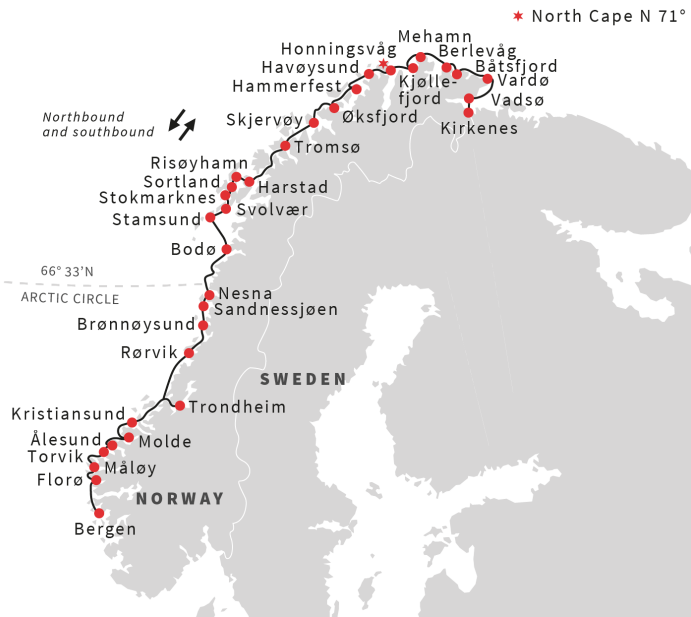 ✶ North Cape N 71°
Mehamn
Honningsvåg
Berlevåg
Havøysund
Båtsfjord
Hammerfest
Kjølle-
fjord
Vardø
Vadsø
Northbound
and southbound
Skjervøy
Øksfjord
Kirkenes
Tromsø
Risøyhamn
Sortland
Harstad
Stokmarknes
Svolvær
Stamsund
Bodø
66° 33'N
ARCTIC CIRCLE
Nesna
Sandnessjøen
Brønnøysund
Rørvik
SWEDEN
Kristiansund
Trondheim
Ålesund
Molde
Torvik
Måløy
Florø
NORWAY
Bergen